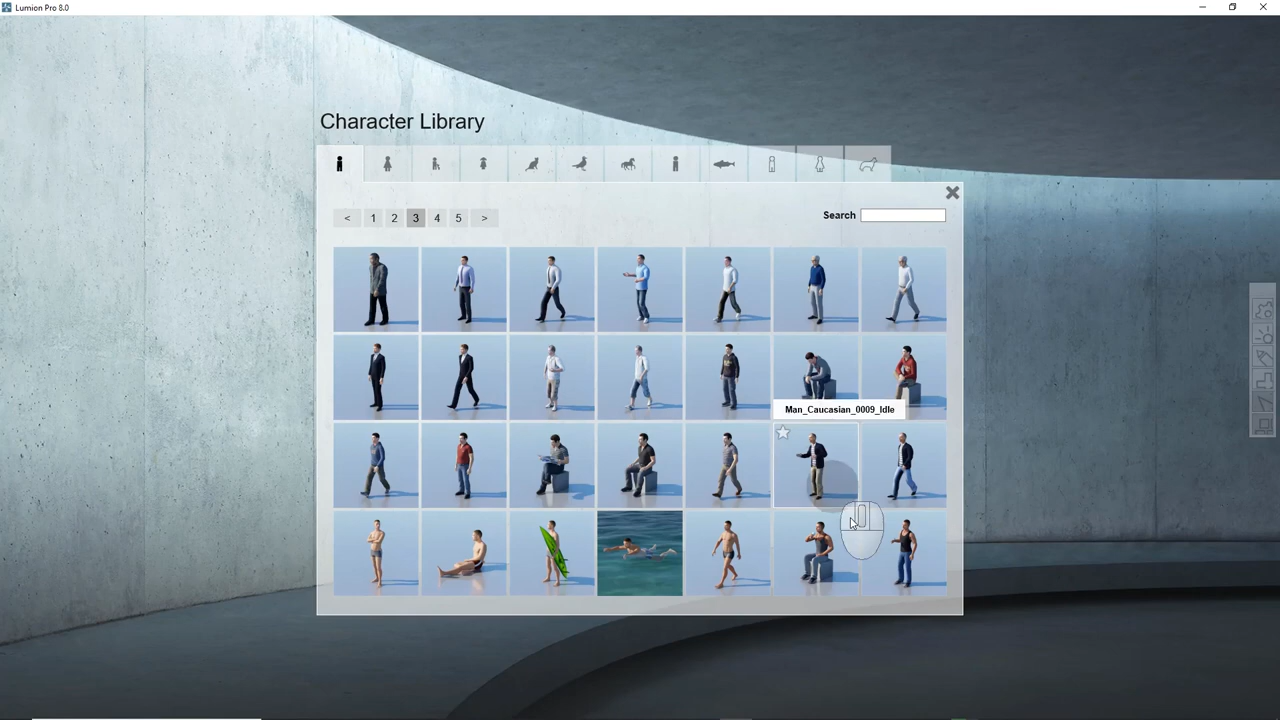 Lumion Pro 8.0
Character Library
< 1 2 3 4 5 >
Search
Man_Caucasian_0009_Idle